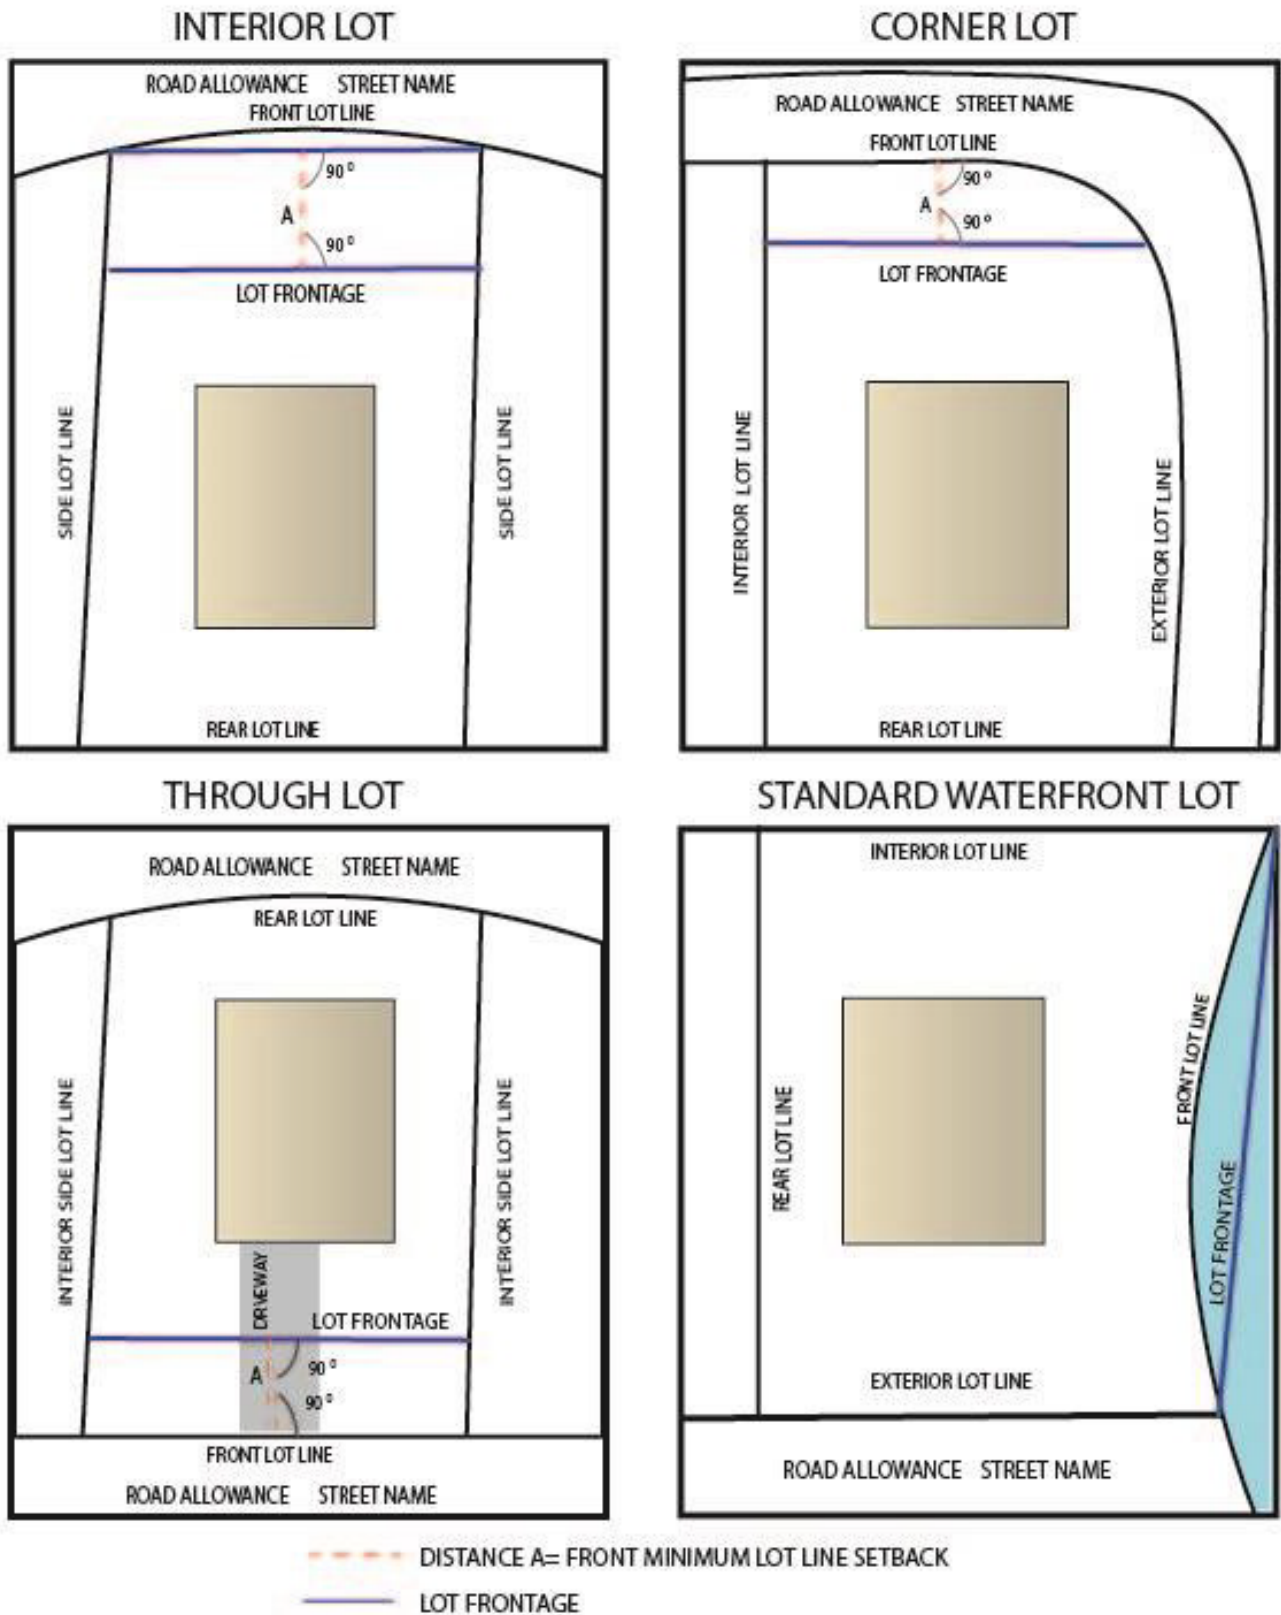 INTERIOR LOT
ROAD ALLOWANCE STREET NAME
FRONT LOT LINE
90 º
A
90 º
LOT FRONTAGE
SIDE LOT LINE
SIDE LOT LINE
REAR LOT LINE
CORNER LOT
ROAD ALLOWANCE STREET NAME
FRONT LOT LINE
90 º
A
90 º
LOT FRONTAGE
INTERIOR LOT LINE
EXTERIOR LOT LINE
REAR LOT LINE
THROUGH LOT
ROAD ALLOWANCE STREET NAME
REAR LOT LINE
INTERIOR SIDE LOT LINE
INTERIOR SIDE LOT LINE
DRIVEWAY
LOT FRONTAGE
A
90 º
90 º
FRONT LOT LINE
ROAD ALLOWANCE STREET NAME
STANDARD WATERFRONT LOT
INTERIOR LOT LINE
FRONT LOT LINE
REAR LOT LINE
LOT FRONTAGE
EXTERIOR LOT LINE
ROAD ALLOWANCE STREET NAME
DISTANCE A= FRONT MINIMUM LOT LINE SETBACK
LOT FRONTAGE